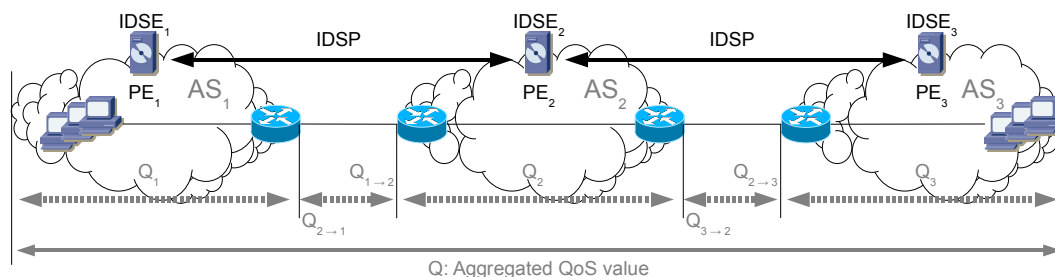 IDSE1 IDSP IDSE2 IDSP IDSE3
PE1 AS1 PE2 AS2 PE3 AS3
Q1 Q1→2 Q2 Q2→3 Q3
Q2→1 Q3→2
Q: Aggregated QoS value